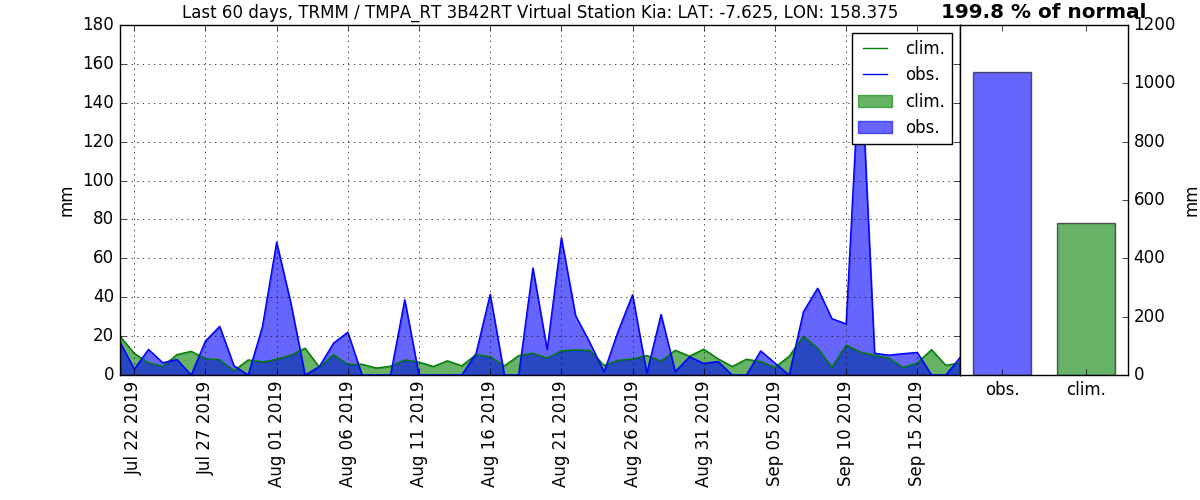 Last 60 days, TRMM / TMPA_RT 3B42RT Virtual Station Kia: LAT: -7.625, LON: 158.375
199.8 % of normal
180
160
140
120
100
80
60
40
20
0
mm
clim.
obs.
clim.
obs.
Jul 22 2019
Jul 27 2019
Aug 01 2019
Aug 06 2019
Aug 11 2019
Aug 16 2019
Aug 21 2019
Aug 26 2019
Aug 31 2019
Sep 05 2019
Sep 10 2019
Sep 15 2019
1200
1000
800
600
400
200
0
mm
obs.
clim.